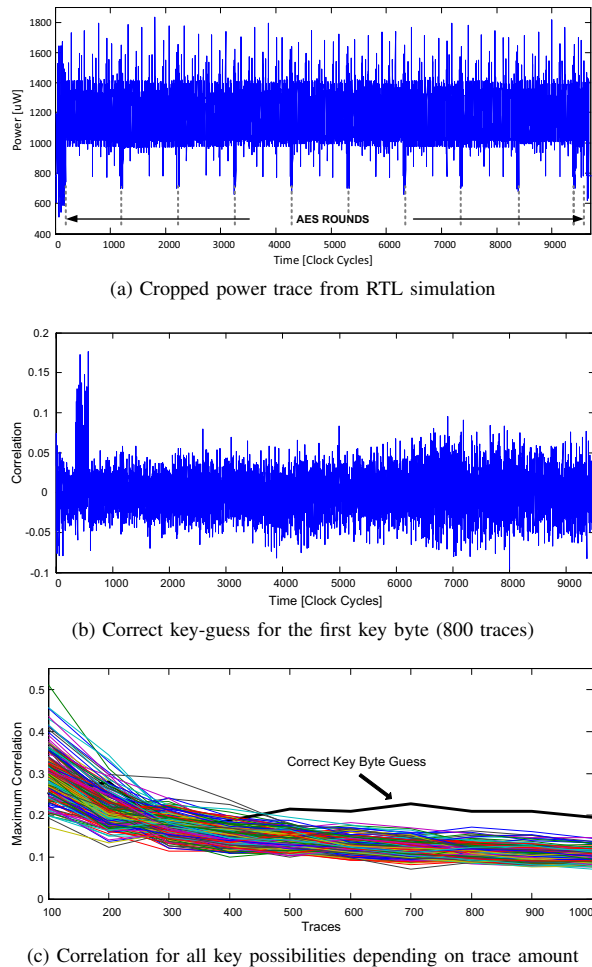 1800
1600
1400
1200
1000
800
600
400
Power [uW]
AES ROUNDS
0 1000 2000 3000 4000 5000 6000 7000 8000 9000
Time [Clock Cycles]
(a) Cropped power trace from RTL simulation
0.2
0.15
0.1
0.05
0
-0.05
-0.1
Correlation
0 1000 2000 3000 4000 5000 6000 7000 8000 9000
Time [Clock Cycles]
(b) Correct key-guess for the first key byte (800 traces)
0.5
0.4
0.3
0.2
0.1
0
Maximum Correlation
Correct Key Byte Guess
100 200 300 400 500 600 700 800 900 1000
Traces
(c) Correlation for all key possibilities depending on trace amount